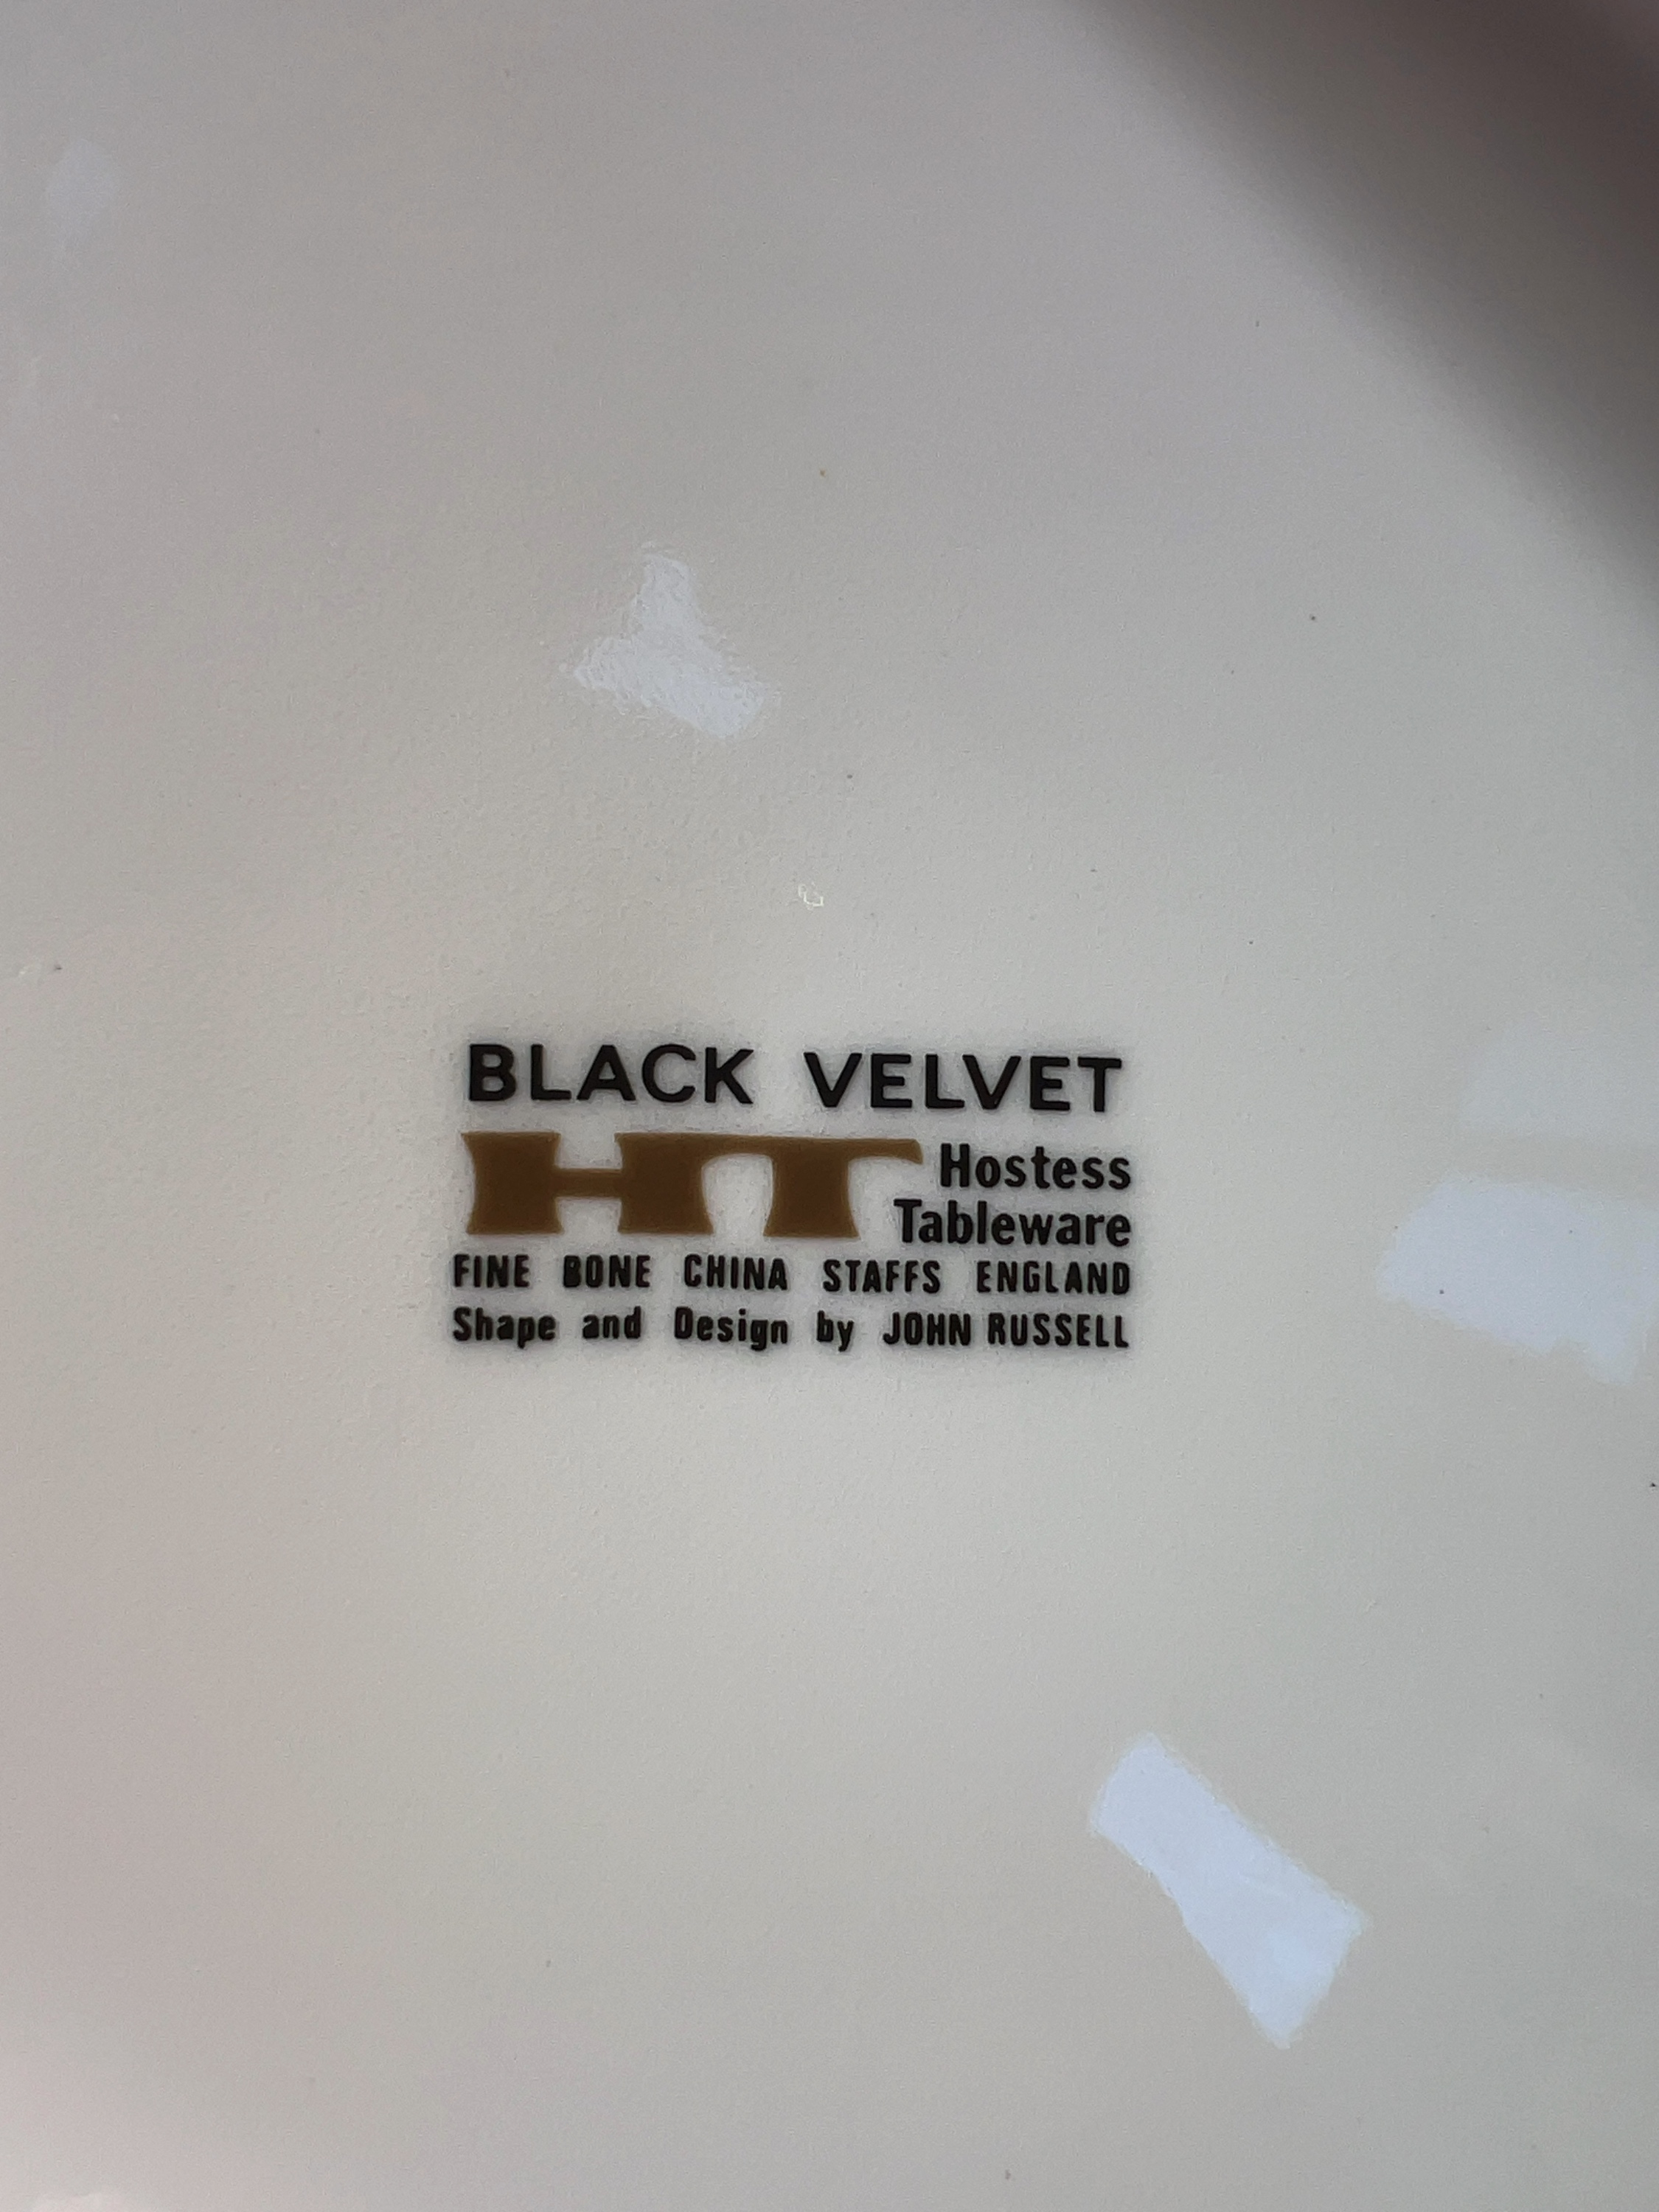 BLACK VELVET
HT Hostess
Tableware
FINE BONE CHINA STAFFS ENGLAND
Shape and Design by JOHN RUSSELL